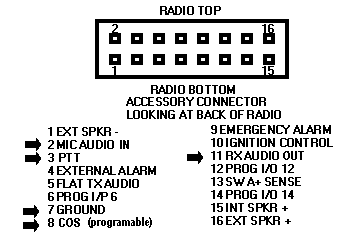 RADIO TOP
2 16
1 15
RADIO BOTTOM
ACCESSORY CONNECTOR
LOOKING AT BACK OF RADIO
1 EXT SPKR -
2 MIC AUDIO IN
3 PTT
4 EXTERNAL ALARM
5 FLAT TX AUDIO
6 PROG I/P 6
7 GROUND
8 COS (programable)
9 EMERGENCY ALARM
10 IGNITION CONTROL
11 RX AUDIO OUT
12 PROG I/O 12
13 SW A+ SENSE
14 PROG I/O 14
15 INT SPKR +
16 EXT SPKR +